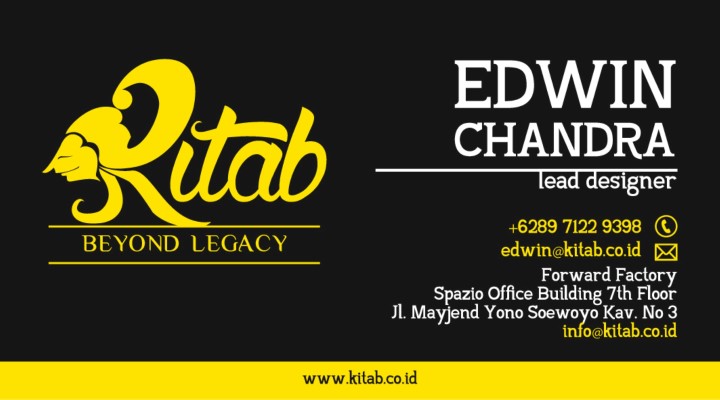 Kitab
BEYOND LEGACY
EDWIN
CHANDRA
lead designer
+6289 7122 9398
edwin@kitab.co.id
Forward Factory
Spazio Office Building 7th Floor
Jl. Mayjend Yono Soewoyo Kav. No 3
info@kitab.co.id
www.kitab.co.id